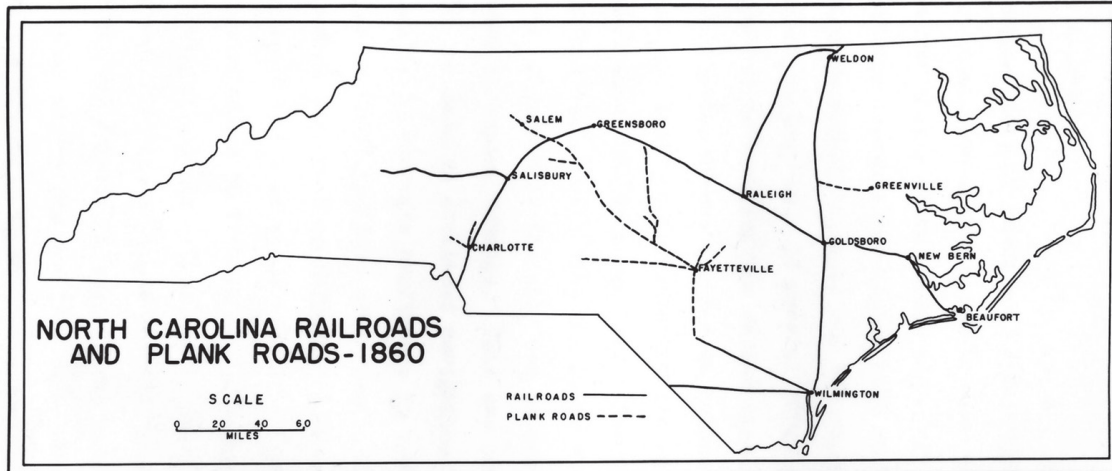 WELDON
SALEM
GREENSBORO
SALISBURY
RALEIGH
GREENVILLE
CHARLOTTE
GOLDSBORO
NEW BERN
FAYETTEVILLE
BEAUFORT
NORTH CAROLINA RAILROADS
AND PLANK ROADS-1860
SCALE
0 20 40 60
MILES
RAILROADS
PLANK ROADS
WILMINGTON